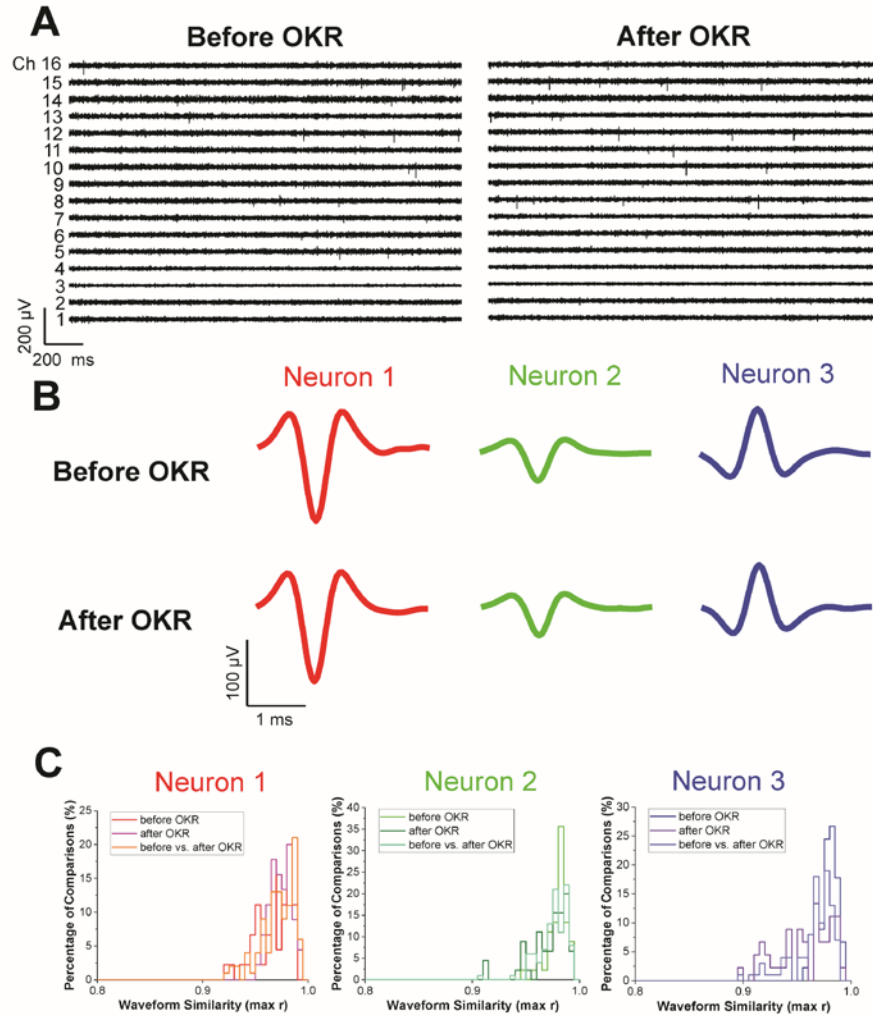 A
Before OKR
After OKR
Ch 16
15
14
13
12
11
10
9
8
7
6
5
4
3
2
1
200 µV
200 ms
B
Neuron 1
Neuron 2
Neuron 3
Before OKR
After OKR
100 µV
1 ms
C
Neuron 1
Neuron 2
Neuron 3
Percentage of Comparisons (%)
25
20
15
10
5
0
before OKR
after OKR
before vs. after OKR
0.8
0.9
1.0
Waveform Similarity (max r)
Percentage of Comparisons (%)
40
35
30
25
20
15
10
5
0
before OKR
after OKR
before vs. after OKR
0.8
0.9
1.0
Waveform Similarity (max r)
Percentage of Comparisons (%)
30
25
20
15
10
5
0
before OKR
after OKR
before vs. after OKR
0.8
0.9
1.0
Waveform Similarity (max r)